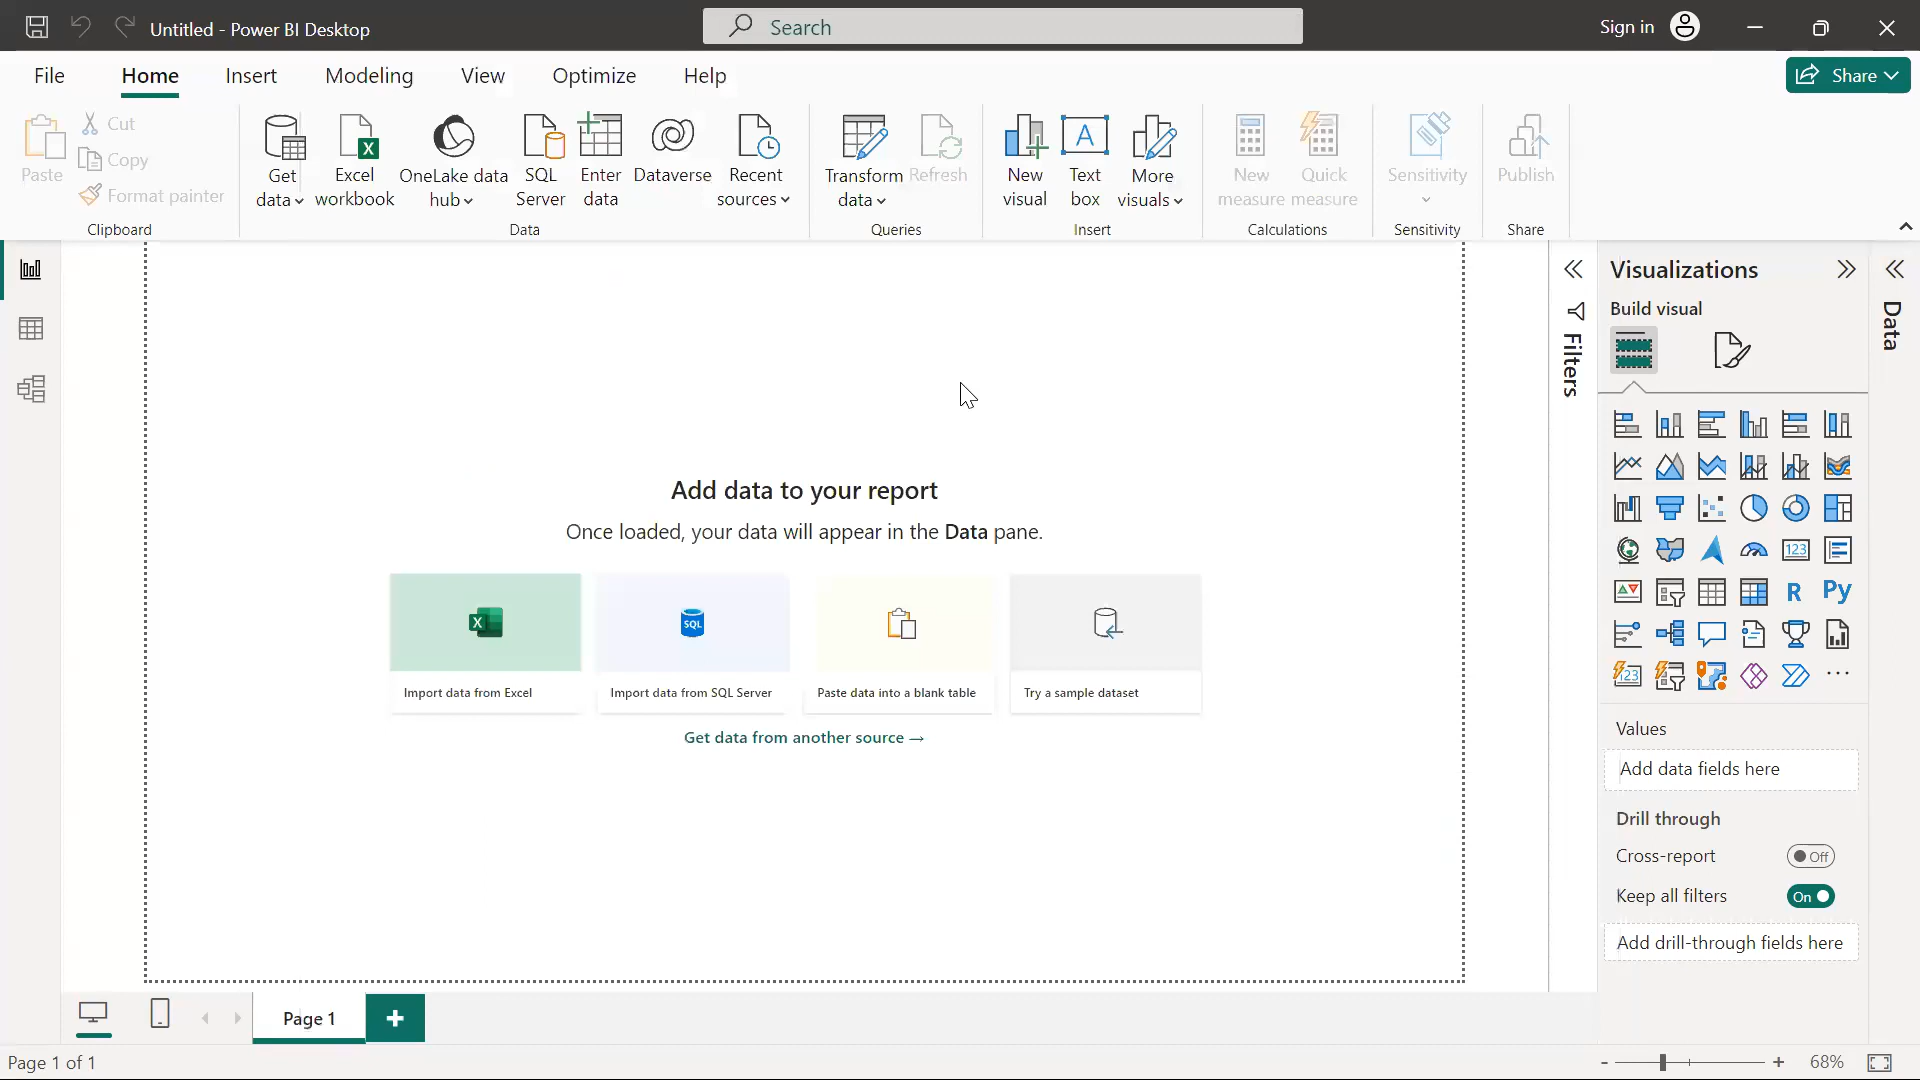 Untitled - Power BI Desktop
Search
Sign in
File
Home
Insert
Modeling
View
Optimize
Help
Share
Paste
Cut
Copy
Format painter
Clipboard
Get
data
Excel
workbook
OneLake data
hub
SQL
Server
Enter
data
Dataverse
Recent
sources
Data
Transform
data
Refresh
Queries
New
visual
A
Text
box
More
visuals
Insert
New
measure
Quick
measure
Calculations
Sensitivity
Sensitivity
Publish
Share
Add data to your report
Once loaded, your data will appear in the Data pane.
X
SQL
Import data from Excel
Import data from SQL Server
Paste data into a blank table
Try a sample dataset
Get data from another source →
Filters
Visualizations
Build visual
123
R
Py
123
...
Values
Add data fields here
Drill through
Cross-report
Off
Keep all filters
On
Add drill-through fields here
Data
Page 1
+
Page 1 of 1
- +
68%